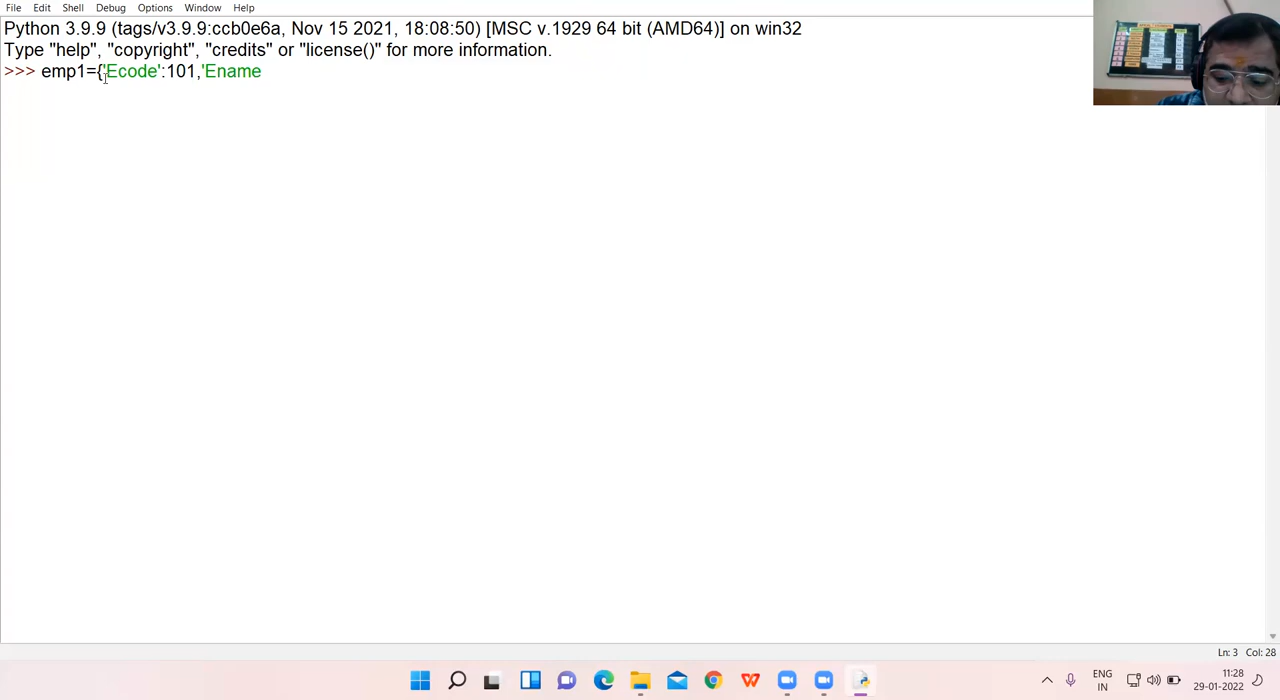 File Edit Shell Debug Options Window Help
Python 3.9.9 (tags/v3.9.9:ccb0e6a, Nov 15 2021, 18:08:50) [MSC v.1929 64 bit (AMD64)] on win32
Type "help", "copyright", "credits" or "license()" for more information.
>>> emp1={'Ecode':101,'Ename
Ln: 3 Col: 28
ENG 11:28
IN 29-01-2022